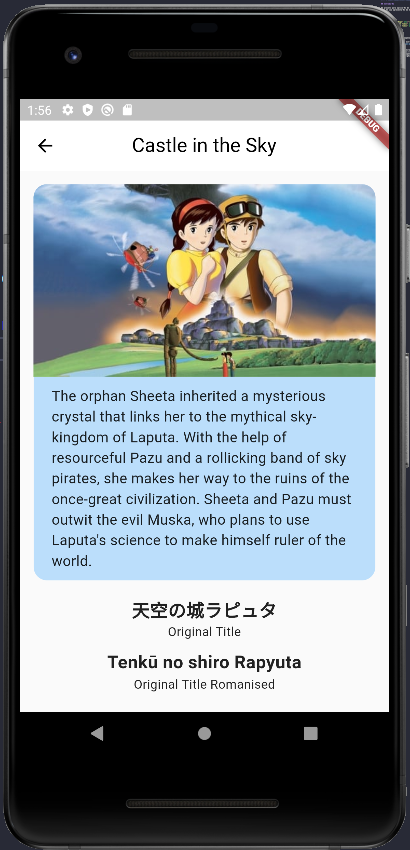 1:56
DEBUG
Castle in the Sky
The orphan Sheeta inherited a mysterious
crystal that links her to the mythical sky-
kingdom of Laputa. With the help of
resourceful Pazu and a rollicking band of sky
pirates, she makes her way to the ruins of the
once-great civilization. Sheeta and Pazu must
outwit the evil Muska, who plans to use
Laputa's science to make himself ruler of the
world.
天空の城ラピュタ
Original Title
Tenkū no shiro Rapyuta
Original Title Romanised